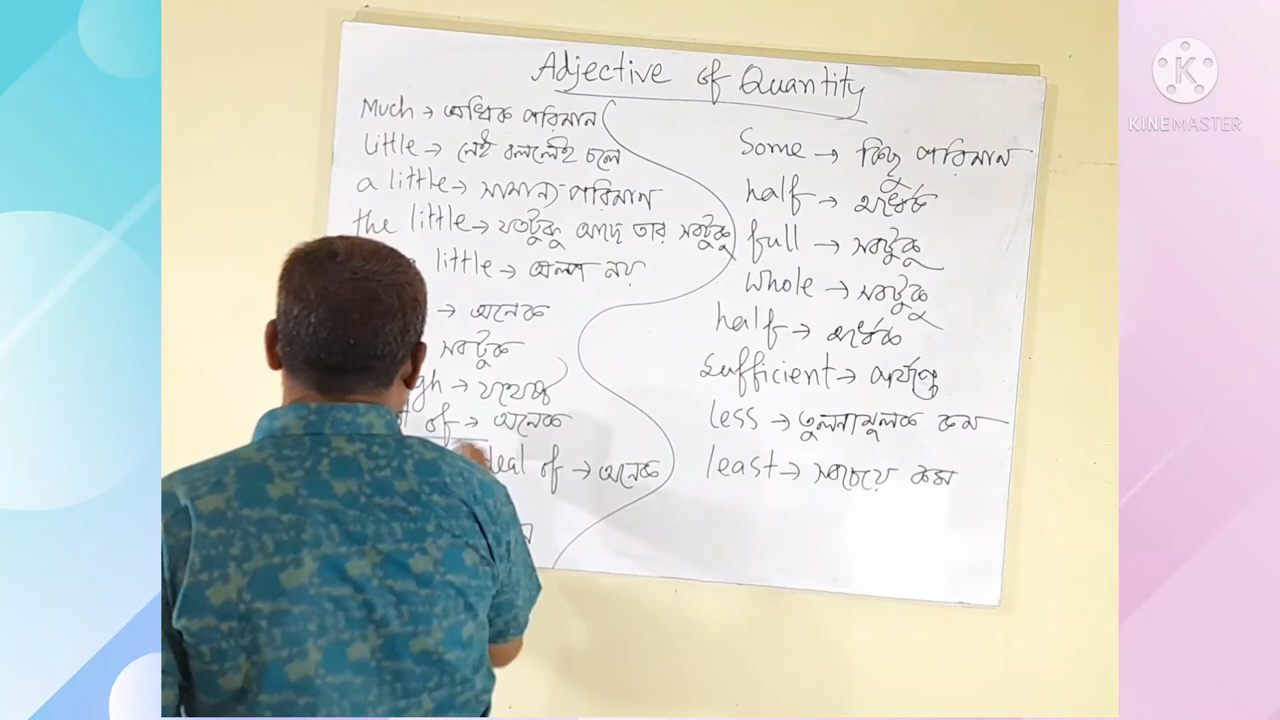 Adjective of Quantity
Much → অধিক পরিমান
little → নেই বললেই চলে
a little → সামান্য পরিমান
the little → যতটুকু আছে তার সবটুকু
little → অল্প নয়
→ অনেক
সবটুকু
gh → যথেষ্ট
of → অনেক
deal of → অনেক
Some → কিছু পরিমান
half → অর্ধেক
full → সবটুকু
Whole → সবটুকু
half → অর্ধেক
Sufficient → পর্যাপ্ত
less → তুলনামুলক কম
least → সবচেয়ে কম
KINEMASTER